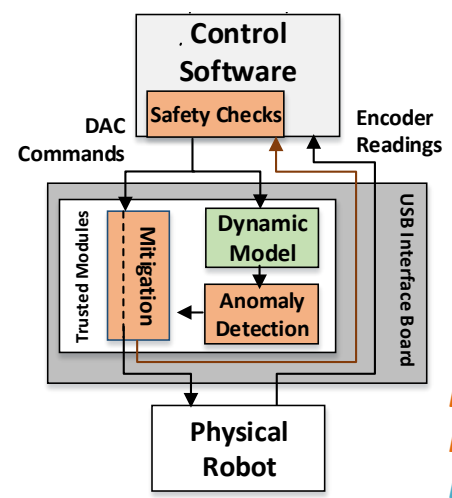 Control
Software
Safety Checks
DAC
Commands
Encoder
Readings
USB Interface Board
Trusted Modules
Mitigation
Dynamic
Model
Anomaly
Detection
Physical
Robot